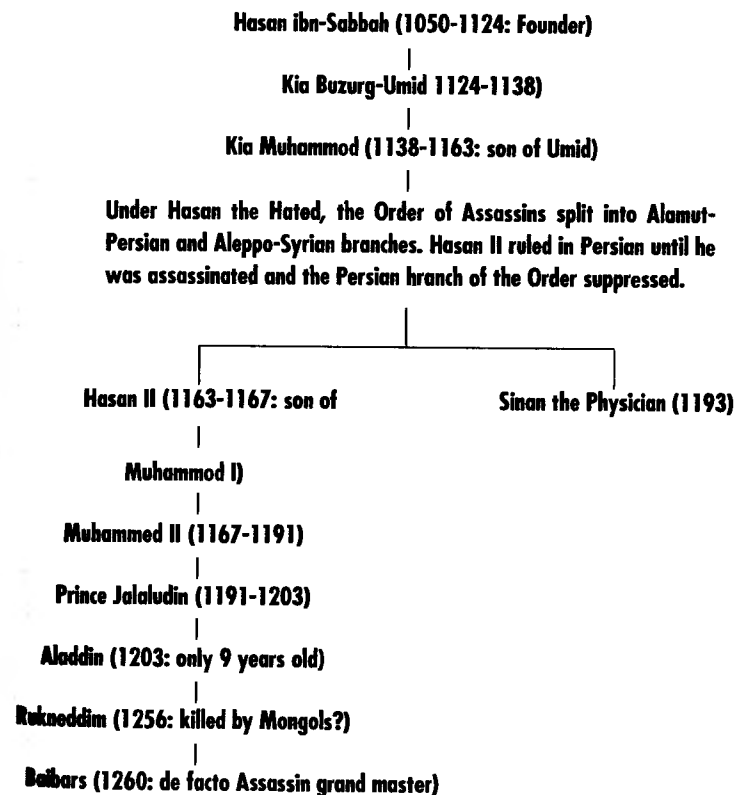 Hasan ibn-Sabbah (1050-1124: Founder)
Kia Buzurg-Umid 1124-1138)
Kia Muhammod (1138-1163: son of Umid)
Under Hasan the Hated, the Order of Assassins split into Alamut-
Persian and Aleppo-Syrian branches. Hasan II ruled in Persian until he
was assassinated and the Persian hranch of the Order suppressed.
Hasan II (1163-1167: son of
Sinan the Physician (1193)
Muhammod I)
Muhammed II (1167-1191)
Prince Jalaludin (1191-1203)
Aladdin (1203: only 9 years old)
Rukneddim (1256: killed by Mongols?)
Baibars (1260: de facto Assassin grand master)